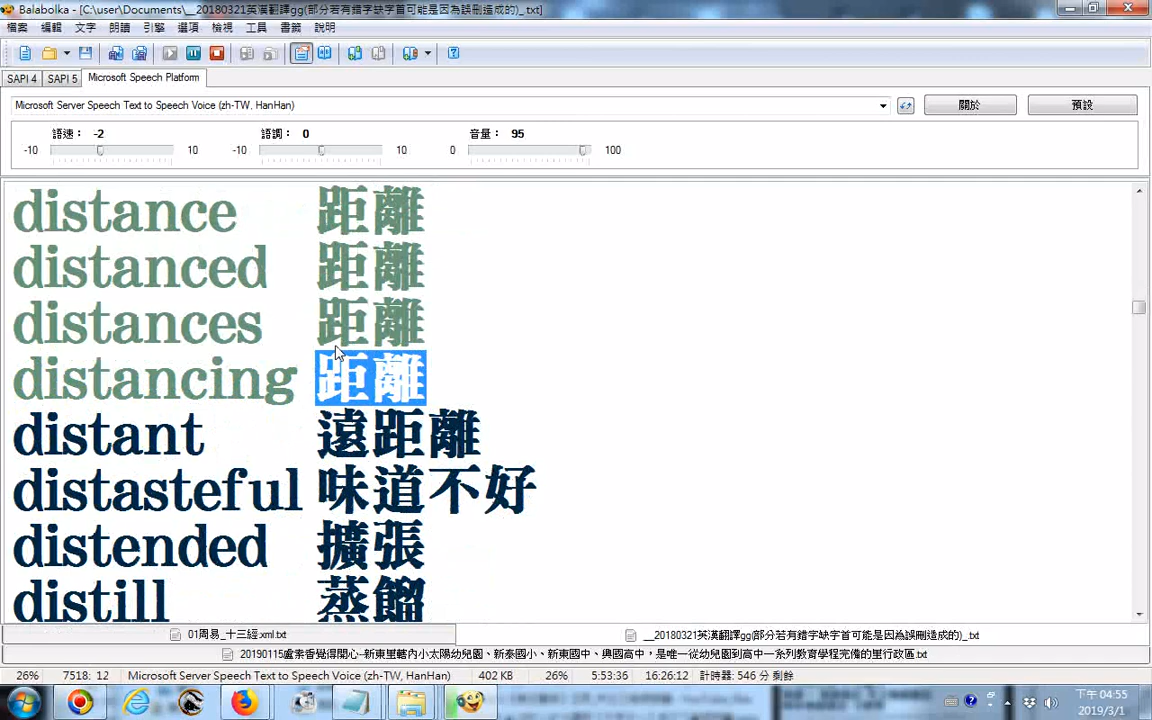 Balabolka - [C:\user\Documents\__20180321英漢翻譯gg(部分若有錯字缺字首可能是因為誤刪造成的)_.txt]
檔案 編輯 文字 朗讀 引擎 選項 檢視 工具 書籤 說明
SAPI 4 SAPI 5 Microsoft Speech Platform
Microsoft Server Speech Text to Speech Voice (zh-TW, HanHan) 關於 預設
語速： -2 語調： 0 音量： 95
-10 10 -10 10 0 100
distance 距離
distanced 距離
distances 距離
distancing 距離
distant 遠距離
distasteful 味道不好
distended 擴張
distill 蒸餾
01周易_十三經.xml.txt __20180321英漢翻譯gg(部分若有錯字缺字首可能是因為誤刪造成的)_.txt
20190115盧素香覺得開心-新東里轄內小太陽幼兒園、新泰國小、新東國中、興國高中，是唯一從幼兒園到高中一系列教育學程完備的里行政區.txt
26% 7518: 12 Microsoft Server Speech Text to Speech Voice (zh-TW, HanHan) 402 KB 26% 5:53:36 16:26:12 計時器: 546 分 剩餘
下午 04:55
2019/3/1